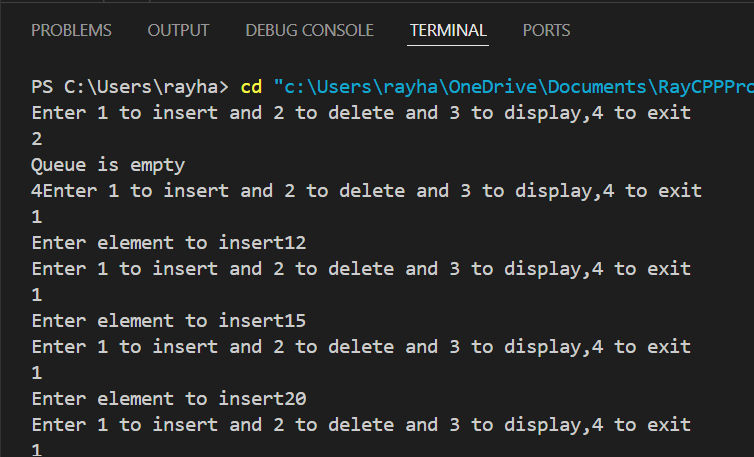 PROBLEMS OUTPUT DEBUG CONSOLE TERMINAL PORTS
PS C:\Users\rayha> cd "c:\Users\rayha\OneDrive\Documents\RayCPPPro
Enter 1 to insert and 2 to delete and 3 to display,4 to exit
2
Queue is empty
4Enter 1 to insert and 2 to delete and 3 to display,4 to exit
1
Enter element to insert12
Enter 1 to insert and 2 to delete and 3 to display,4 to exit
1
Enter element to insert15
Enter 1 to insert and 2 to delete and 3 to display,4 to exit
1
Enter element to insert20
Enter 1 to insert and 2 to delete and 3 to display,4 to exit
1